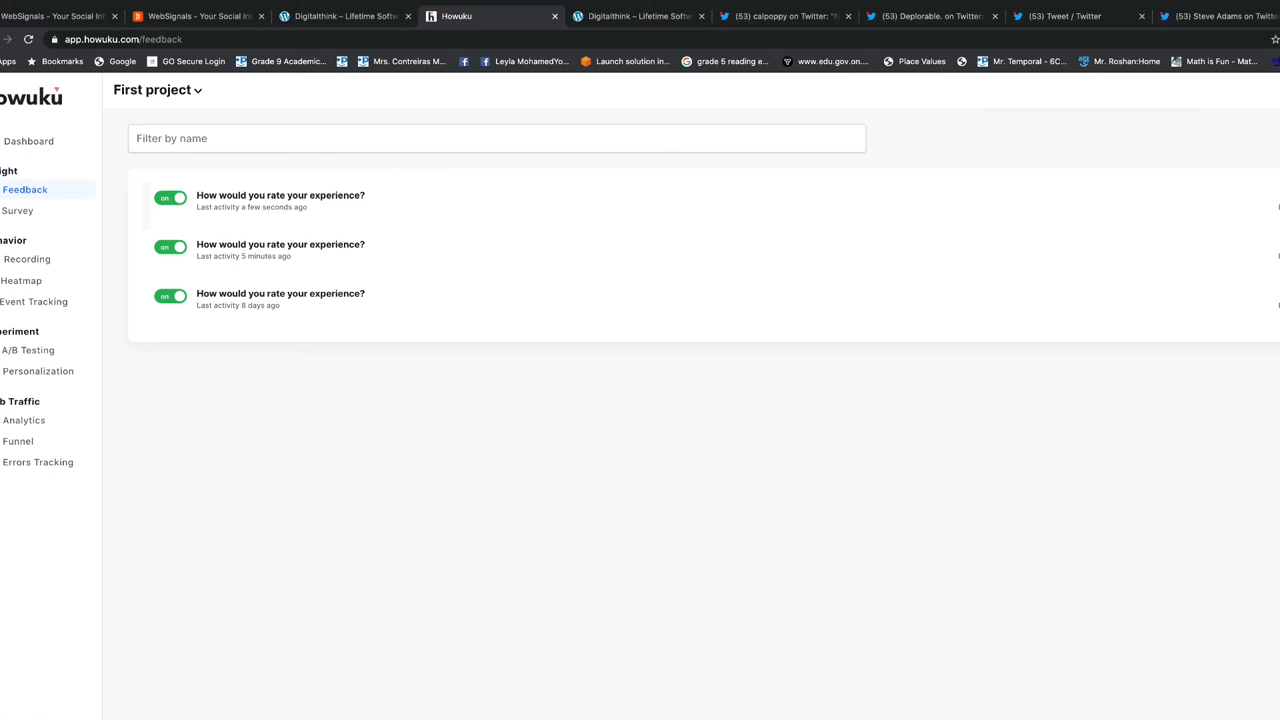 WebSignals - Your Social Int
WebSignals - Your Social Int
Digitalthink – Lifetime Softw
Howuku
Digitalthink – Lifetime Softw
(53) calpoppy on Twitter: "N
(53) Deplorable. on Twitter:
(53) Tweet / Twitter
(53) Steve Adams on Twitter
app.howuku.com/feedback
Apps
Bookmarks
Google
GO Secure Login
Grade 9 Academic...
Mrs. Contreiras M...
Leyla MohamedYo...
Launch solution in...
grade 5 reading e...
www.edu.gov.on....
Place Values
Mr. Temporal - 6C...
Mr. Roshan:Home
Math is Fun - Mat...
owuku
First project
Dashboard
ight
Feedback
Survey
havior
Recording
Heatmap
Event Tracking
periment
A/B Testing
Personalization
b Traffic
Analytics
Funnel
Errors Tracking
Filter by name
on
How would you rate your experience?
Last activity a few seconds ago
on
How would you rate your experience?
Last activity 5 minutes ago
on
How would you rate your experience?
Last activity 8 days ago